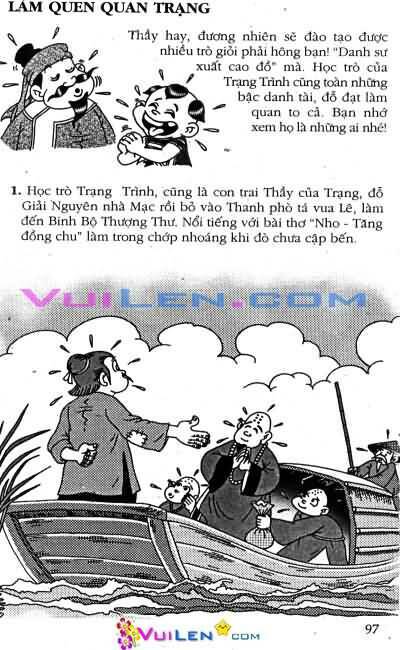 LÀM QUEN QUAN TRẠNG
Thầy hay, đương nhiên sẽ đào tạo được
nhiều trò giỏi phải hông bạn! "Danh sư
xuất cao đồ" mà. Học trò của
Trạng Trình cũng toàn những
bậc danh tài, đỗ đạt làm
quan to cả. Bạn nhớ
xem họ là những ai nhé!
1. Học trò Trạng Trình, cũng là con trai Thầy của Trạng, đỗ
Giải Nguyên nhà Mạc rồi bỏ vào Thanh phò tá vua Lê, làm
đến Binh Bộ Thượng Thư. Nổi tiếng với bài thơ "Nho - Tăng
đồng chu" làm trong chớp nhoáng khi đò chưa cập bến.
VUILEN.COM
97
VUILEN.COM